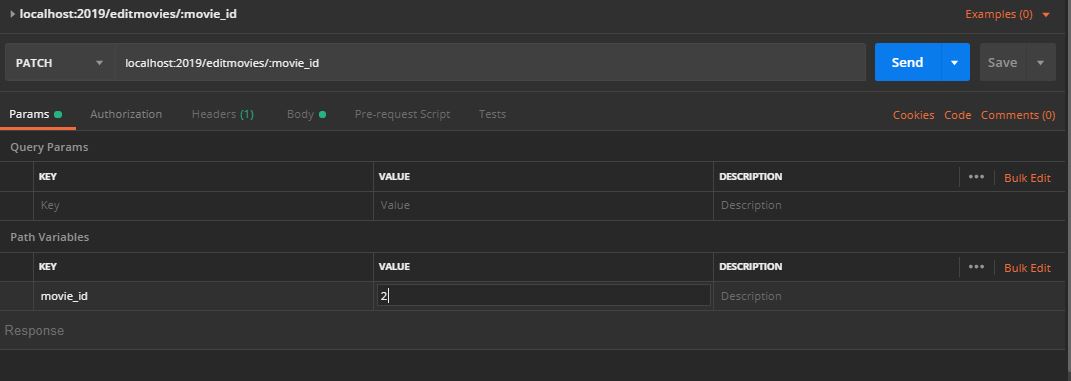 localhost:2019/editmovies/:movie_id Examples (0)
PATCH localhost:2019/editmovies/:movie_id Send Save
Params Authorization Headers (1) Body Pre-request Script Tests Cookies Code Comments (0)
Query Params
KEY VALUE DESCRIPTION ••• Bulk Edit
Key Value Description
Path Variables
KEY VALUE DESCRIPTION ••• Bulk Edit
movie_id 2 Description
Response